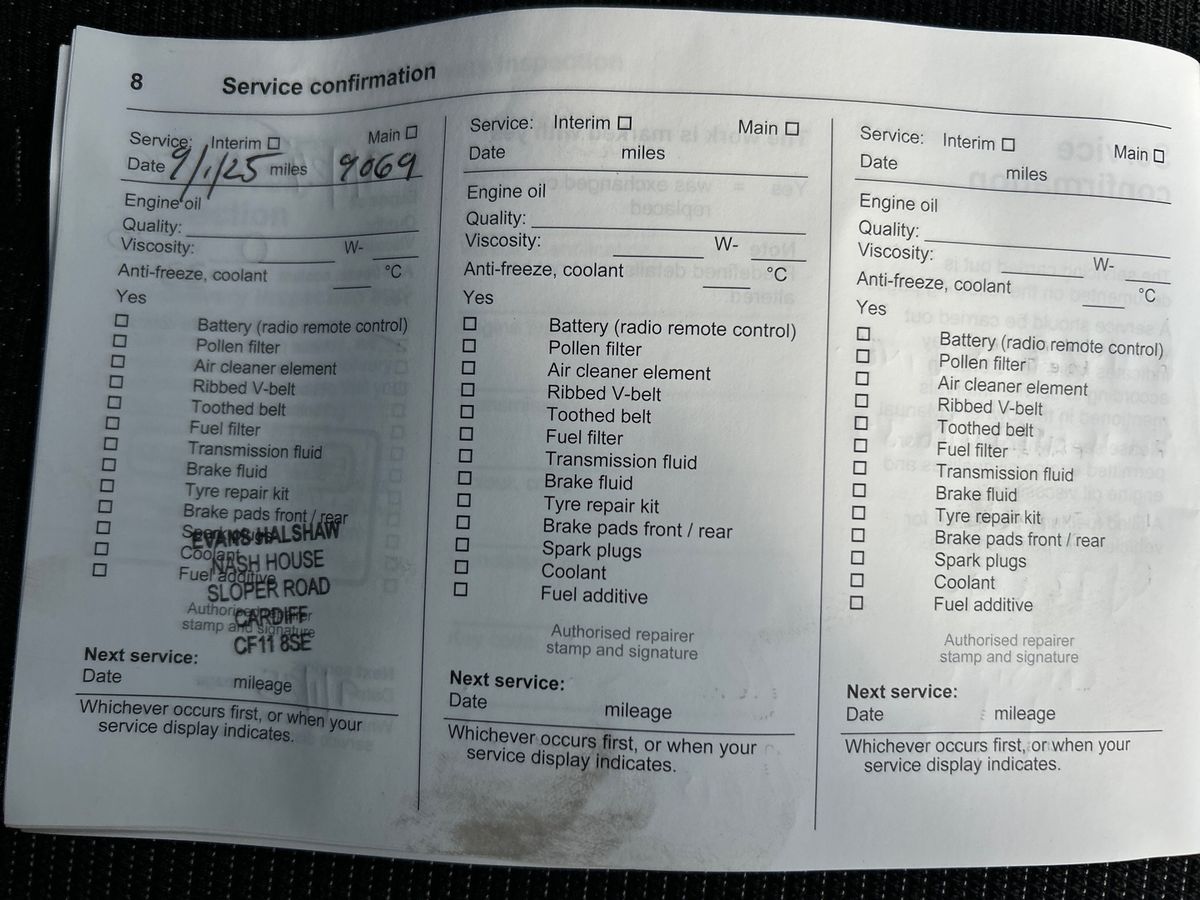 8 Service confirmation
Service: Interim ☐ Main ☐
Date 9/1/25 miles 9069
Engine oil
Quality:
Viscosity: W-
Anti-freeze, coolant °C
Yes
☐ Battery (radio remote control)
☐ Pollen filter
☐ Air cleaner element
☐ Ribbed V-belt
☐ Toothed belt
☐ Fuel filter
☐ Transmission fluid
☐ Brake fluid
☐ Tyre repair kit
☐ Brake pads front / rear
☐ Spark plugs
☐ Coolant
☐ Fuel additive
EVANS HALSHAW
NASH HOUSE
SLOPER ROAD
CARDIFF
CF11 8SE
Authorised repairer
stamp and signature
Next service:
Date mileage
Whichever occurs first, or when your
service display indicates.
Service: Interim ☐ Main ☐
Date miles
Engine oil
Quality:
Viscosity: W-
Anti-freeze, coolant °C
Yes
☐ Battery (radio remote control)
☐ Pollen filter
☐ Air cleaner element
☐ Ribbed V-belt
☐ Toothed belt
☐ Fuel filter
☐ Transmission fluid
☐ Brake fluid
☐ Tyre repair kit
☐ Brake pads front / rear
☐ Spark plugs
☐ Coolant
☐ Fuel additive
Authorised repairer
stamp and signature
Next service:
Date mileage
Whichever occurs first, or when your
service display indicates.
Service: Interim ☐ Main ☐
Date miles
Engine oil
Quality:
Viscosity: W-
Anti-freeze, coolant °C
Yes
☐ Battery (radio remote control)
☐ Pollen filter
☐ Air cleaner element
☐ Ribbed V-belt
☐ Toothed belt
☐ Fuel filter
☐ Transmission fluid
☐ Brake fluid
☐ Tyre repair kit
☐ Brake pads front / rear
☐ Spark plugs
☐ Coolant
☐ Fuel additive
Authorised repairer
stamp and signature
Next service:
Date mileage
Whichever occurs first, or when your
service display indicates.